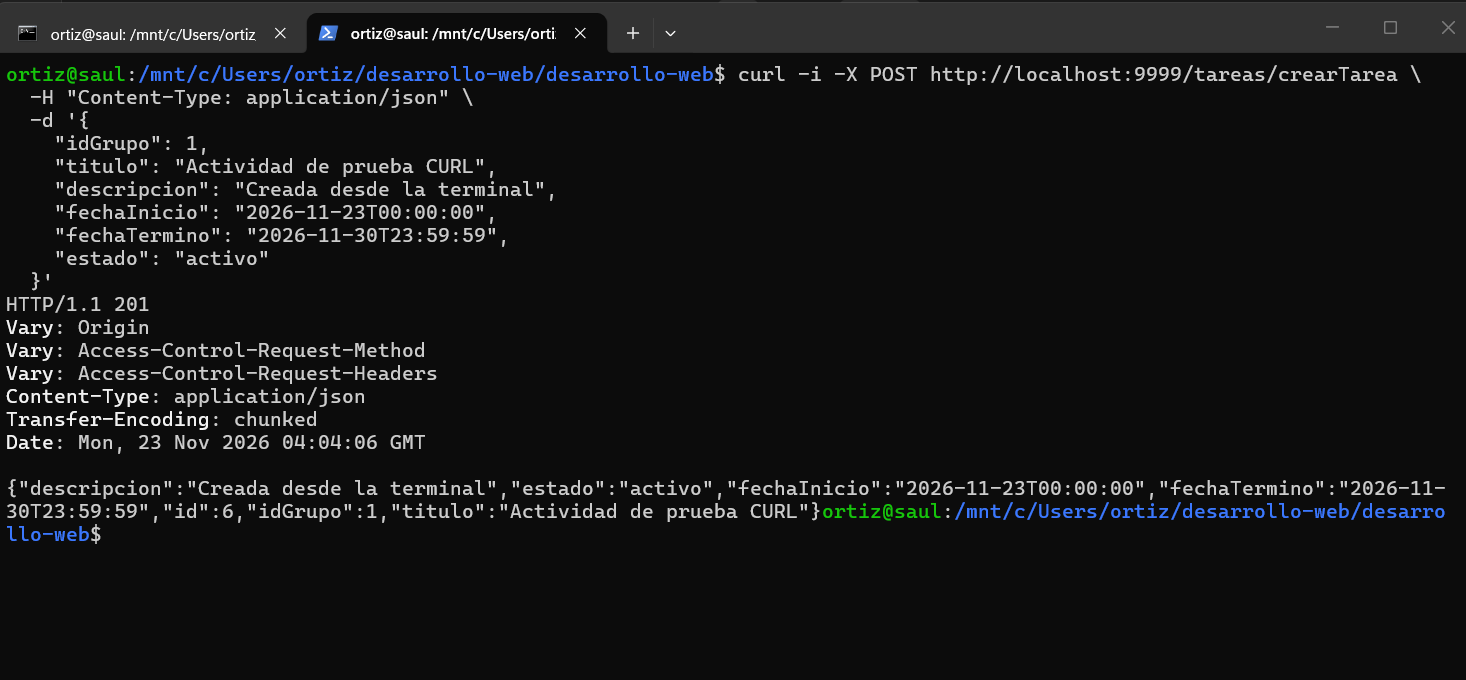 ortiz@saul: /mnt/c/Users/ortiz
ortiz@saul: /mnt/c/Users/orti
ortiz@saul:/mnt/c/Users/ortiz/desarrollo-web/desarrollo-web$ curl -i -X POST http://localhost:9999/tareas/crearTarea \
  -H "Content-Type: application/json" \
  -d '{
    "idGrupo": 1,
    "titulo": "Actividad de prueba CURL",
    "descripcion": "Creada desde la terminal",
    "fechaInicio": "2026-11-23T00:00:00",
    "fechaTermino": "2026-11-30T23:59:59",
    "estado": "activo"
  }'
HTTP/1.1 201
Vary: Origin
Vary: Access-Control-Request-Method
Vary: Access-Control-Request-Headers
Content-Type: application/json
Transfer-Encoding: chunked
Date: Mon, 23 Nov 2026 04:04:06 GMT

{"descripcion":"Creada desde la terminal","estado":"activo","fechaInicio":"2026-11-23T00:00:00","fechaTermino":"2026-11-
30T23:59:59","id":6,"idGrupo":1,"titulo":"Actividad de prueba CURL"}ortiz@saul:/mnt/c/Users/ortiz/desarrollo-web/desarro
llo-web$